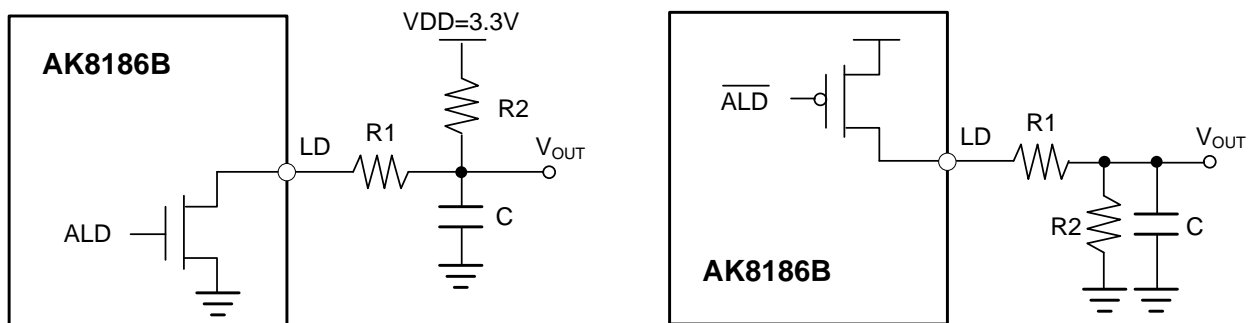 AK8186B
VDD=3.3V
R2
LD
R1
VOUT
C
ALD
ALD
LD
R1
VOUT
R2
C
AK8186B